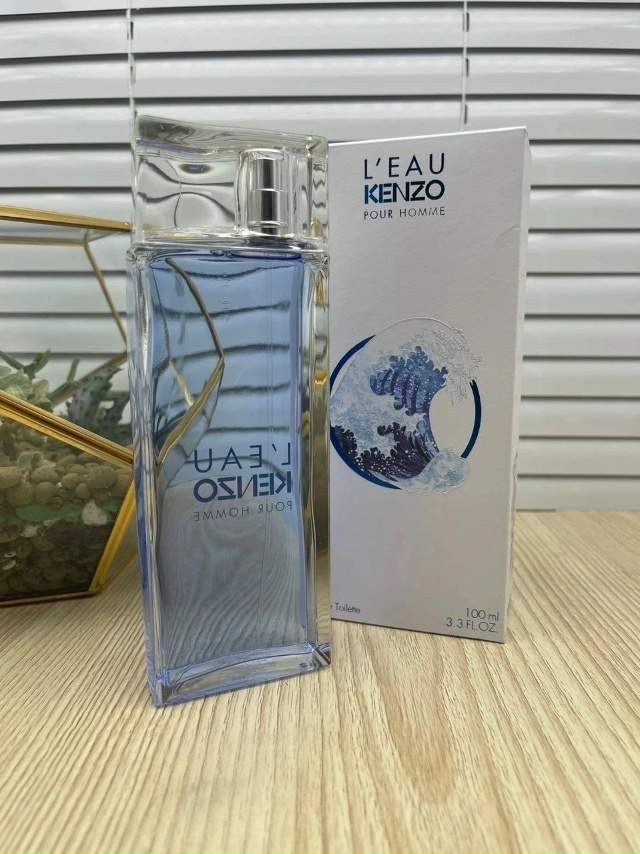 L'EAU
KENZO
POUR HOMME
L'EAU
KENZO
POUR HOMME
Toilette
100 ml
3.3 FL.OZ.